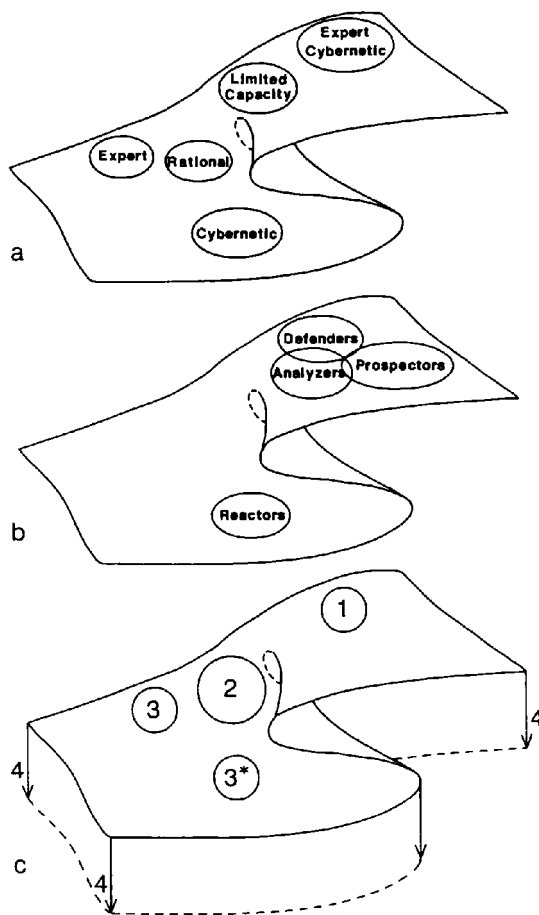 Expert
Cybernetic
Limited
Capacity
Expert
Rational
Cybernetic
a
Defenders
Analyzers
Prospectors
Reactors
b
1
2
3
4
4
3*
4
c